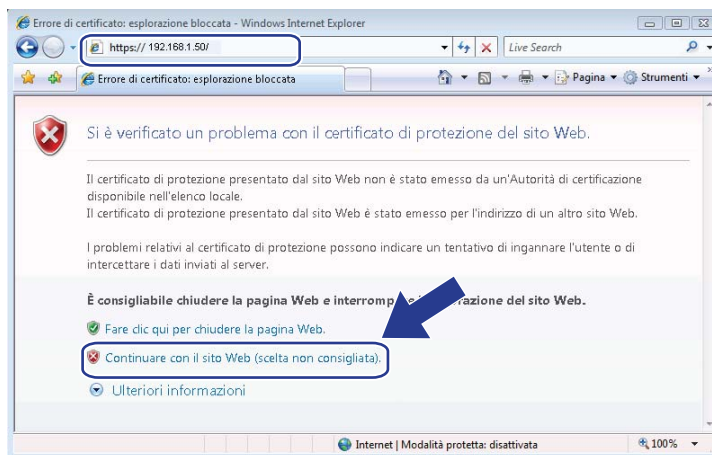 Errore di certificato: esplorazione bloccata - Windows Internet Explorer
https:// 192.168.1.50/
Live Search
Errore di certificato: esplorazione bloccata
Pagina
Strumenti
Si è verificato un problema con il certificato di protezione del sito Web.
Il certificato di protezione presentato dal sito Web non è stato emesso da un'Autorità di certificazione
disponibile nell'elenco locale.
Il certificato di protezione presentato dal sito Web è stato emesso per l'indirizzo di un altro sito Web.
I problemi relativi al certificato di protezione possono indicare un tentativo di ingannare l'utente o di
intercettare i dati inviati al server.
È consigliabile chiudere la pagina Web e interromp razione del sito Web.
Fare clic qui per chiudere la pagina Web.
Continuare con il sito Web (scelta non consigliata).
Ulteriori informazioni
Internet | Modalità protetta: disattivata
100%